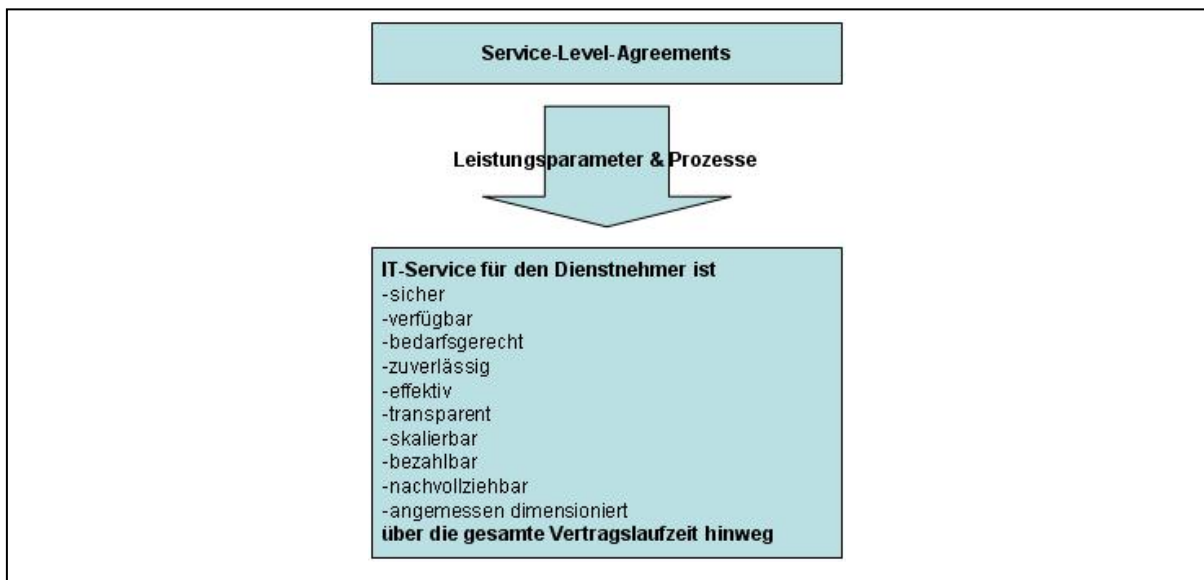 Service-Level-Agreements
Leistungsparameter & Prozesse
IT-Service für den Dienstnehmer ist
-sicher
-verfügbar
-bedarfsgerecht
-zuverlässig
-effektiv
-transparent
-skalierbar
-bezahlbar
-nachvollziehbar
-angemessen dimensioniert
über die gesamte Vertragslaufzeit hinweg